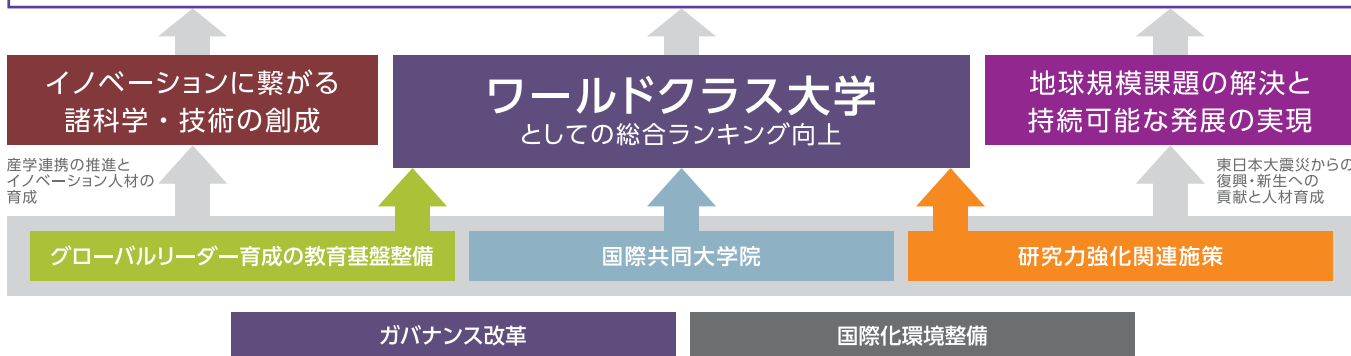 イノベーションに繋がる
諸科学・技術の創成
ワールドクラス大学
としての総合ランキング向上
地球規模課題の解決と
持続可能な発展の実現
産学連携の推進と
イノベーション人材の
育成
東日本大震災からの
復興・新生への
貢献と人材育成
グローバルリーダー育成の教育基盤整備
国際共同大学院
研究力強化関連施策
ガバナンス改革
国際化環境整備